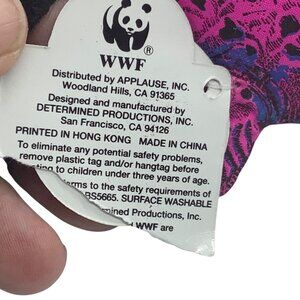 WWF
Distributed by APPLAUSE, INC.
Woodland Hills, CA 91365
Designed and manufactured by
DETERMINED PRODUCTIONS, INC.
San Francisco, CA 94126
PRINTED IN HONG KONG MADE IN CHINA
To eliminate any potential safety problems,
remove plastic tag and/or hangtag before
to children under three years of age.
to the safety requirements of
BS5665. SURFACE WASHABLE
Determined Productions, Inc.
WWF are